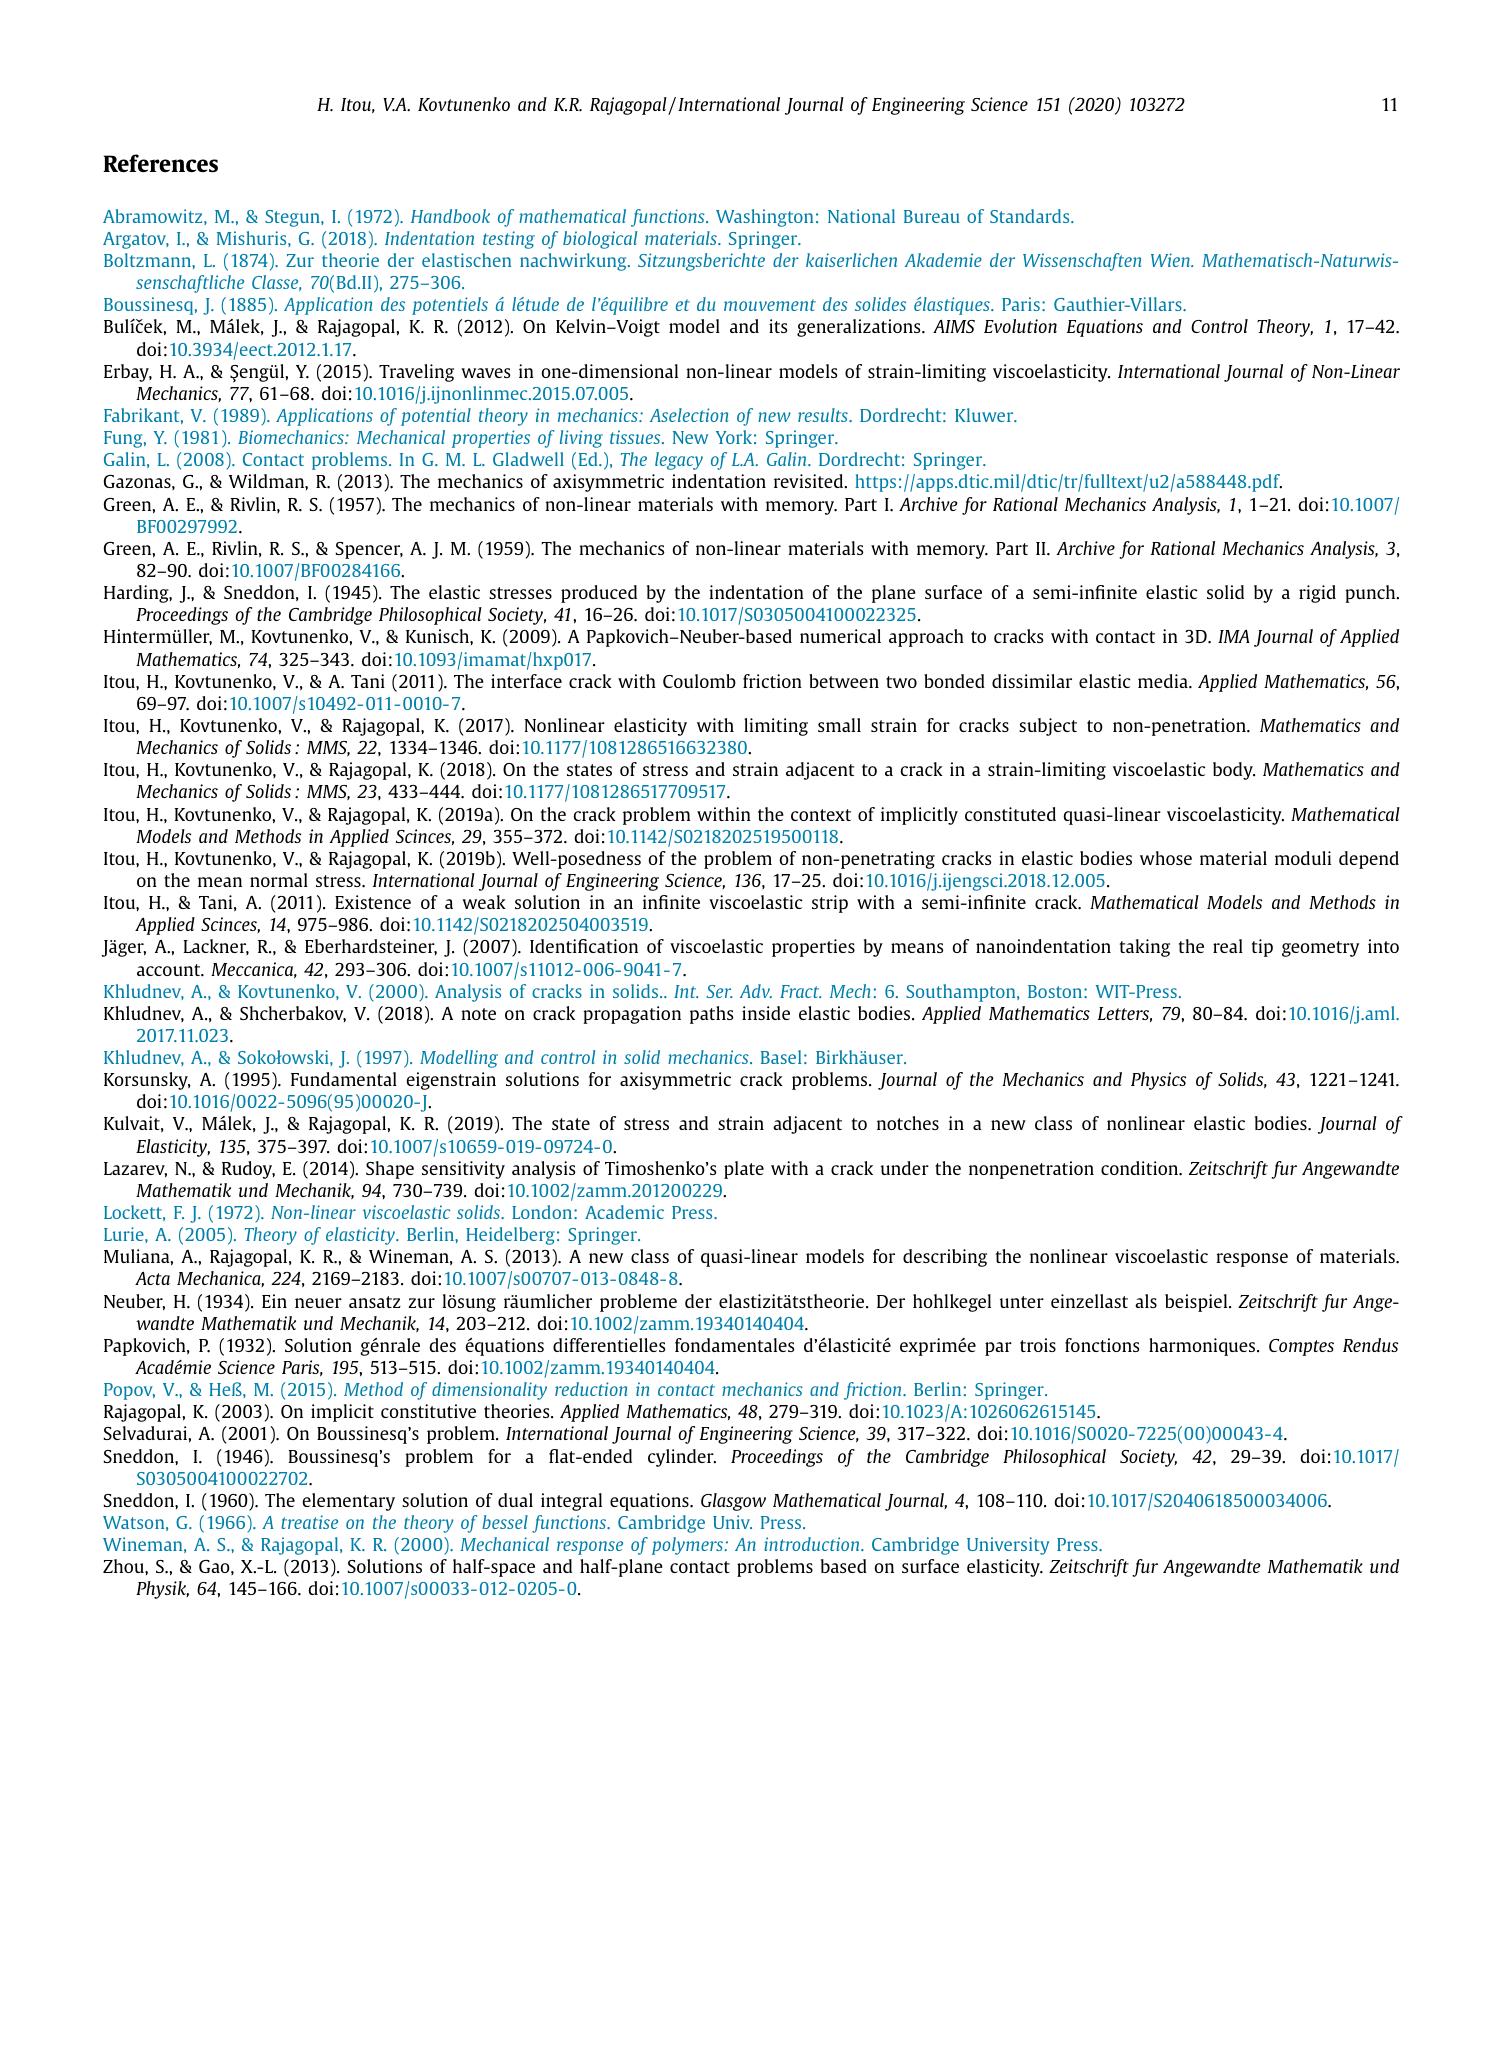 H. Itou, V.A. Kovtunenko and K.R. Rajagopal / International Journal of Engineering Science 151 (2020) 103272 11
References
Abramowitz, M., & Stegun, I. (1972). Handbook of mathematical functions. Washington: National Bureau of Standards.
Argatov, I., & Mishuris, G. (2018). Indentation testing of biological materials. Springer.
Boltzmann, L. (1874). Zur theorie der elastischen nachwirkung. Sitzungsberichte der kaiserlichen Akademie der Wissenschaften Wien. Mathematisch-Naturwis-
senschaftliche Classe, 70(Bd.II), 275–306.
Boussinesq, J. (1885). Application des potentiels á létude de l'équilibre et du mouvement des solides élastiques. Paris: Gauthier-Villars.
Bulíček, M., Málek, J., & Rajagopal, K. R. (2012). On Kelvin–Voigt model and its generalizations. AIMS Evolution Equations and Control Theory, 1, 17–42.
doi:10.3934/eect.2012.1.17.
Erbay, H. A., & Şengül, Y. (2015). Traveling waves in one-dimensional non-linear models of strain-limiting viscoelasticity. International Journal of Non-Linear
Mechanics, 77, 61–68. doi:10.1016/j.ijnonlinmec.2015.07.005.
Fabrikant, V. (1989). Applications of potential theory in mechanics: Aselection of new results. Dordrecht: Kluwer.
Fung, Y. (1981). Biomechanics: Mechanical properties of living tissues. New York: Springer.
Galin, L. (2008). Contact problems. In G. M. L. Gladwell (Ed.), The legacy of L.A. Galin. Dordrecht: Springer.
Gazonas, G., & Wildman, R. (2013). The mechanics of axisymmetric indentation revisited. https://apps.dtic.mil/dtic/tr/fulltext/u2/a588448.pdf.
Green, A. E., & Rivlin, R. S. (1957). The mechanics of non-linear materials with memory. Part I. Archive for Rational Mechanics Analysis, 1, 1–21. doi:10.1007/
BF00297992.
Green, A. E., Rivlin, R. S., & Spencer, A. J. M. (1959). The mechanics of non-linear materials with memory. Part II. Archive for Rational Mechanics Analysis, 3,
82–90. doi:10.1007/BF00284166.
Harding, J., & Sneddon, I. (1945). The elastic stresses produced by the indentation of the plane surface of a semi-infinite elastic solid by a rigid punch.
Proceedings of the Cambridge Philosophical Society, 41, 16–26. doi:10.1017/S0305004100022325.
Hintermüller, M., Kovtunenko, V., & Kunisch, K. (2009). A Papkovich–Neuber-based numerical approach to cracks with contact in 3D. IMA Journal of Applied
Mathematics, 74, 325–343. doi:10.1093/imamat/hxp017.
Itou, H., Kovtunenko, V., & A. Tani (2011). The interface crack with Coulomb friction between two bonded dissimilar elastic media. Applied Mathematics, 56,
69–97. doi:10.1007/s10492-011-0010-7.
Itou, H., Kovtunenko, V., & Rajagopal, K. (2017). Nonlinear elasticity with limiting small strain for cracks subject to non-penetration. Mathematics and
Mechanics of Solids : MMS, 22, 1334–1346. doi:10.1177/1081286516632380.
Itou, H., Kovtunenko, V., & Rajagopal, K. (2018). On the states of stress and strain adjacent to a crack in a strain-limiting viscoelastic body. Mathematics and
Mechanics of Solids : MMS, 23, 433–444. doi:10.1177/1081286517709517.
Itou, H., Kovtunenko, V., & Rajagopal, K. (2019a). On the crack problem within the context of implicitly constituted quasi-linear viscoelasticity. Mathematical
Models and Methods in Applied Scinces, 29, 355–372. doi:10.1142/S0218202519500118.
Itou, H., Kovtunenko, V., & Rajagopal, K. (2019b). Well-posedness of the problem of non-penetrating cracks in elastic bodies whose material moduli depend
on the mean normal stress. International Journal of Engineering Science, 136, 17–25. doi:10.1016/j.ijengsci.2018.12.005.
Itou, H., & Tani, A. (2011). Existence of a weak solution in an infinite viscoelastic strip with a semi-infinite crack. Mathematical Models and Methods in
Applied Scinces, 14, 975–986. doi:10.1142/S0218202504003519.
Jäger, A., Lackner, R., & Eberhardsteiner, J. (2007). Identification of viscoelastic properties by means of nanoindentation taking the real tip geometry into
account. Meccanica, 42, 293–306. doi:10.1007/s11012-006-9041-7.
Khludnev, A., & Kovtunenko, V. (2000). Analysis of cracks in solids.. Int. Ser. Adv. Fract. Mech: 6. Southampton, Boston: WIT-Press.
Khludnev, A., & Shcherbakov, V. (2018). A note on crack propagation paths inside elastic bodies. Applied Mathematics Letters, 79, 80–84. doi:10.1016/j.aml.
2017.11.023.
Khludnev, A., & Sokołowski, J. (1997). Modelling and control in solid mechanics. Basel: Birkhäuser.
Korsunsky, A. (1995). Fundamental eigenstrain solutions for axisymmetric crack problems. Journal of the Mechanics and Physics of Solids, 43, 1221–1241.
doi:10.1016/0022-5096(95)00020-J.
Kulvait, V., Málek, J., & Rajagopal, K. R. (2019). The state of stress and strain adjacent to notches in a new class of nonlinear elastic bodies. Journal of
Elasticity, 135, 375–397. doi:10.1007/s10659-019-09724-0.
Lazarev, N., & Rudoy, E. (2014). Shape sensitivity analysis of Timoshenko's plate with a crack under the nonpenetration condition. Zeitschrift fur Angewandte
Mathematik und Mechanik, 94, 730–739. doi:10.1002/zamm.201200229.
Lockett, F. J. (1972). Non-linear viscoelastic solids. London: Academic Press.
Lurie, A. (2005). Theory of elasticity. Berlin, Heidelberg: Springer.
Muliana, A., Rajagopal, K. R., & Wineman, A. S. (2013). A new class of quasi-linear models for describing the nonlinear viscoelastic response of materials.
Acta Mechanica, 224, 2169–2183. doi:10.1007/s00707-013-0848-8.
Neuber, H. (1934). Ein neuer ansatz zur lösung räumlicher probleme der elastizitätstheorie. Der hohlkegel unter einzellast als beispiel. Zeitschrift fur Ange-
wandte Mathematik und Mechanik, 14, 203–212. doi:10.1002/zamm.19340140404.
Papkovich, P. (1932). Solution génrale des équations differentielles fondamentales d'élasticité exprimée par trois fonctions harmoniques. Comptes Rendus
Académie Science Paris, 195, 513–515. doi:10.1002/zamm.19340140404.
Popov, V., & Heß, M. (2015). Method of dimensionality reduction in contact mechanics and friction. Berlin: Springer.
Rajagopal, K. (2003). On implicit constitutive theories. Applied Mathematics, 48, 279–319. doi:10.1023/A:1026062615145.
Selvadurai, A. (2001). On Boussinesq's problem. International Journal of Engineering Science, 39, 317–322. doi:10.1016/S0020-7225(00)00043-4.
Sneddon, I. (1946). Boussinesq's problem for a flat-ended cylinder. Proceedings of the Cambridge Philosophical Society, 42, 29–39. doi:10.1017/
S0305004100022702.
Sneddon, I. (1960). The elementary solution of dual integral equations. Glasgow Mathematical Journal, 4, 108–110. doi:10.1017/S2040618500034006.
Watson, G. (1966). A treatise on the theory of bessel functions. Cambridge Univ. Press.
Wineman, A. S., & Rajagopal, K. R. (2000). Mechanical response of polymers: An introduction. Cambridge University Press.
Zhou, S., & Gao, X.-L. (2013). Solutions of half-space and half-plane contact problems based on surface elasticity. Zeitschrift fur Angewandte Mathematik und
Physik, 64, 145–166. doi:10.1007/s00033-012-0205-0.